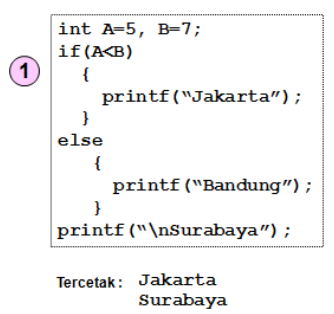 1
int A=5, B=7;
if(A<B)
{
printf(“Jakarta”);
}
else
{
printf(“Bandung”);
}
printf(“\nSurabaya”);
Tercetak : Jakarta
Surabaya